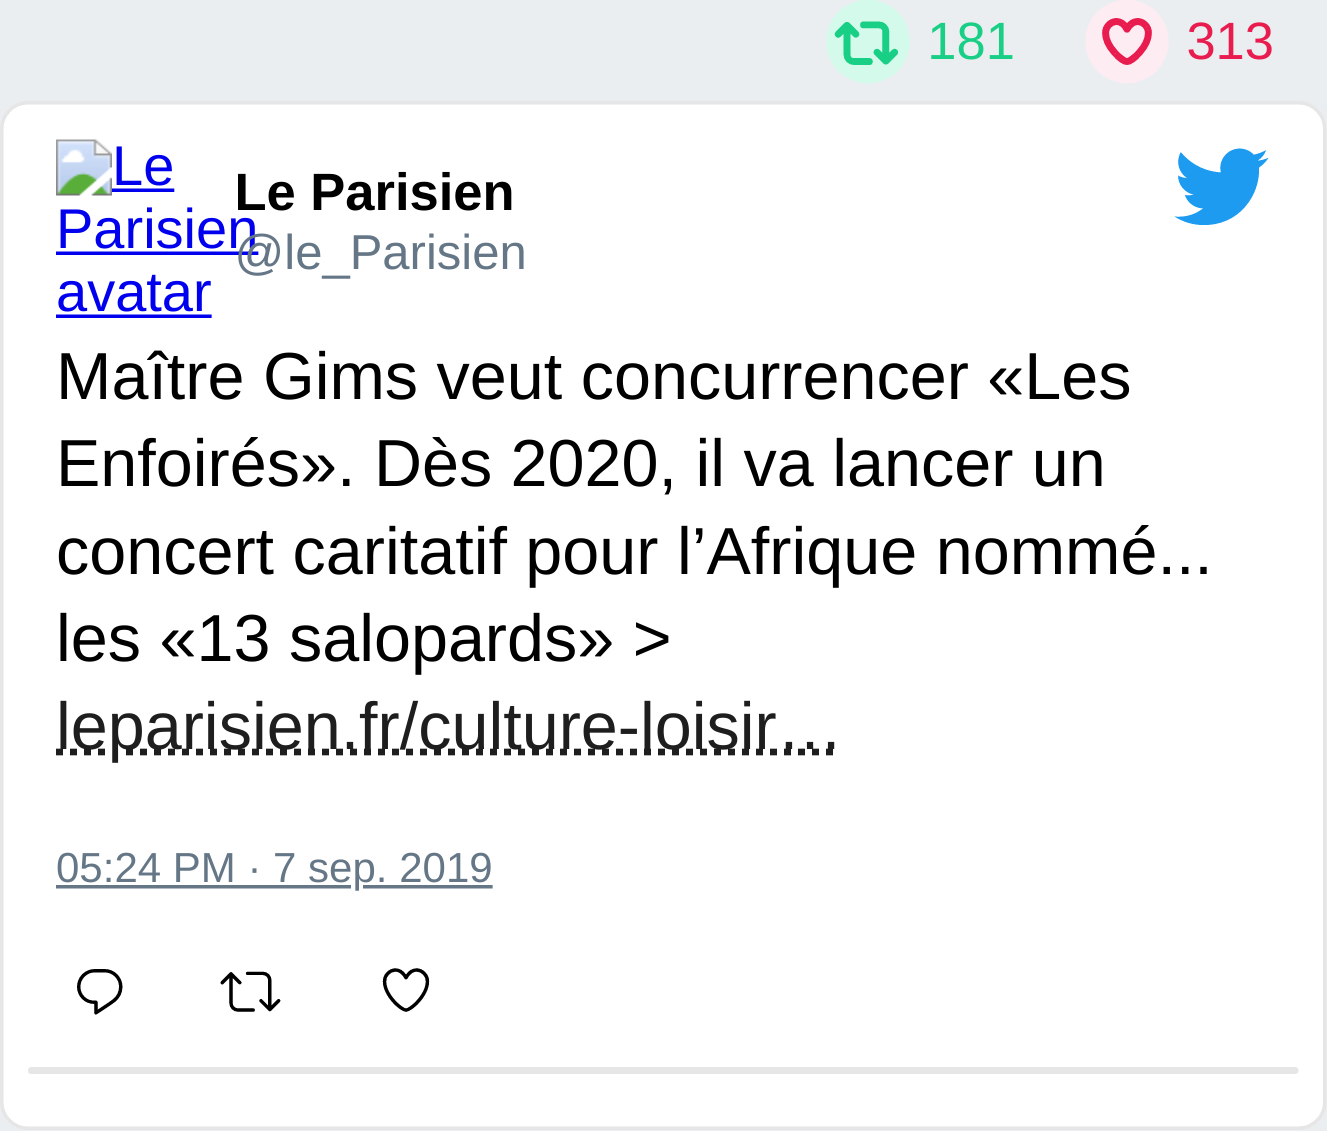 181 313
Le
Parisien
avatar
Le Parisien
@le_Parisien
Maître Gims veut concurrencer «Les
Enfoirés». Dès 2020, il va lancer un
concert caritatif pour l’Afrique nommé...
les «13 salopards» >
leparisien.fr/culture-loisir…
05:24 PM · 7 sep. 2019